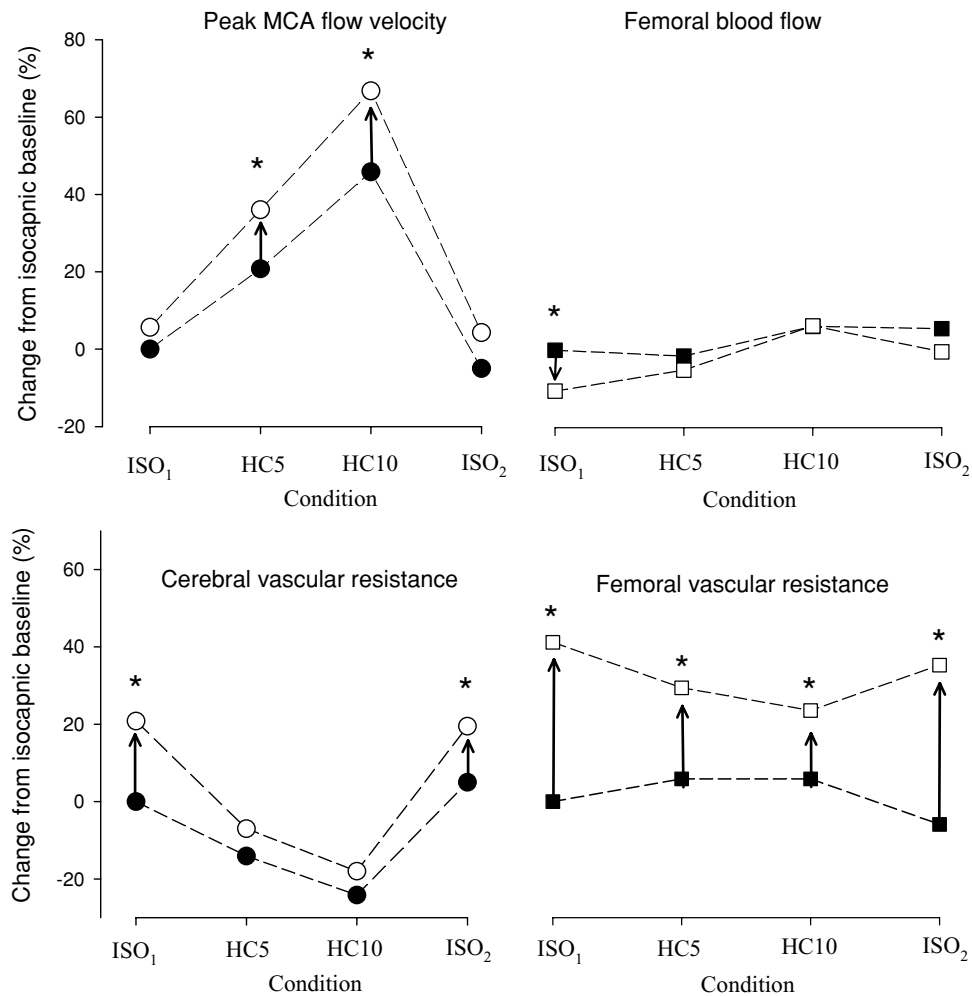 Peak MCA flow velocity
Femoral blood flow
Change from isocapnic baseline (%)
80
60
40
20
0
-20
*
*
*
ISO₁ HC5 HC10 ISO₂
Condition
ISO₁ HC5 HC10 ISO₂
Condition
Cerebral vascular resistance
Femoral vascular resistance
Change from isocapnic baseline (%)
60
40
20
0
-20
*
*
*
*
*
*
ISO₁ HC5 HC10 ISO₂
Condition
ISO₁ HC5 HC10 ISO₂
Condition